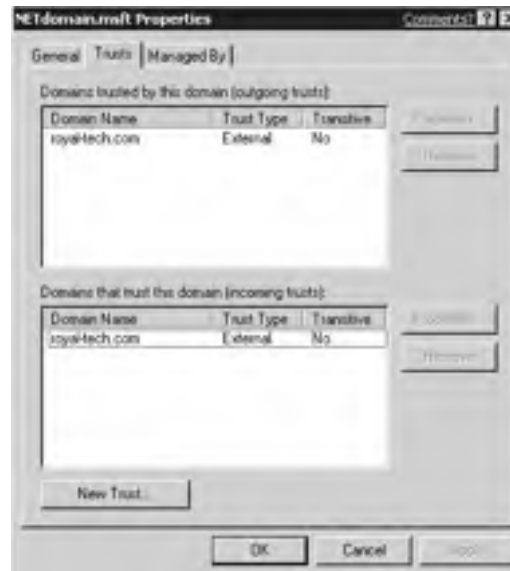 NETdomain.msft Properties Comments? ?
General Trusts Managed By
Domains trusted by this domain (outgoing trusts):
Domain Name Trust Type Transitive
royal-tech.com External No
Domains that trust this domain (incoming trusts):
Domain Name Trust Type Transitive
royal-tech.com External No
New Trust...
OK Cancel